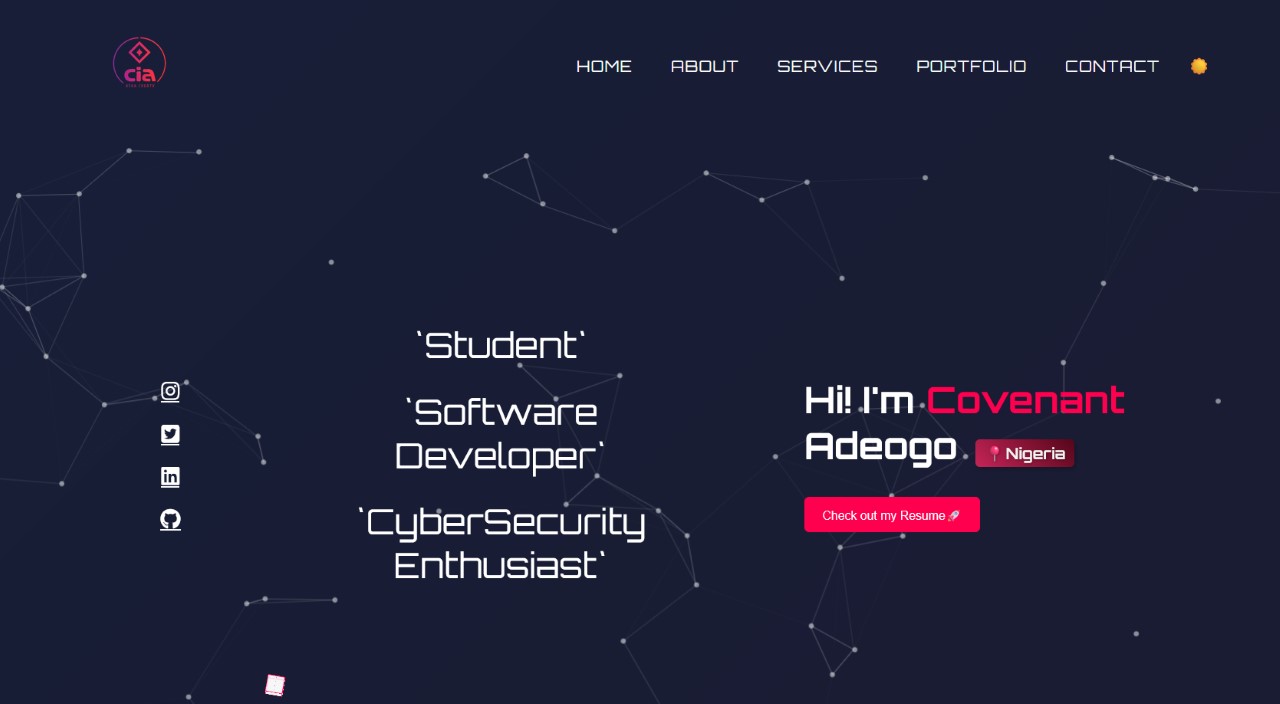 cia
HOME ABOUT SERVICES PORTFOLIO CONTACT
`Student`
`Software
Developer`
`CyberSecurity
Enthusiast`
Hi! I'm Covenant
Adeogo 📍Nigeria
Check out my Resume🚀